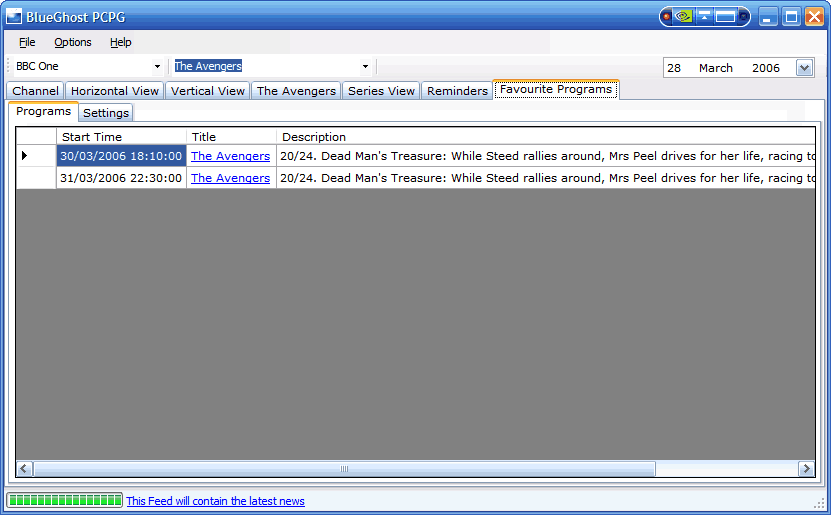 BlueGhost PCPG
File Options Help
BBC One The Avengers 28 March 2006
Channel Horizontal View Vertical View The Avengers Series View Reminders Favourite Programs
Programs Settings
Start Time Title Description
30/03/2006 18:10:00 The Avengers 20/24. Dead Man's Treasure: While Steed rallies around, Mrs Peel drives for her life, racing to
31/03/2006 22:30:00 The Avengers 20/24. Dead Man's Treasure: While Steed rallies around, Mrs Peel drives for her life, racing to
This Feed will contain the latest news